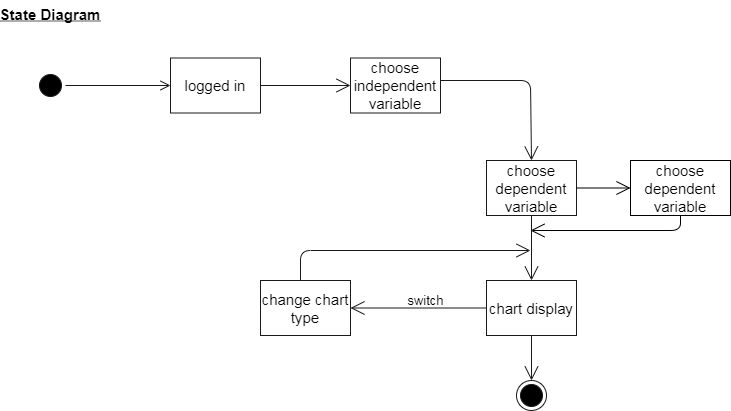 State Diagram
logged in
choose
independent
variable
choose
dependent
variable
choose
dependent
variable
change chart
type
switch
chart display